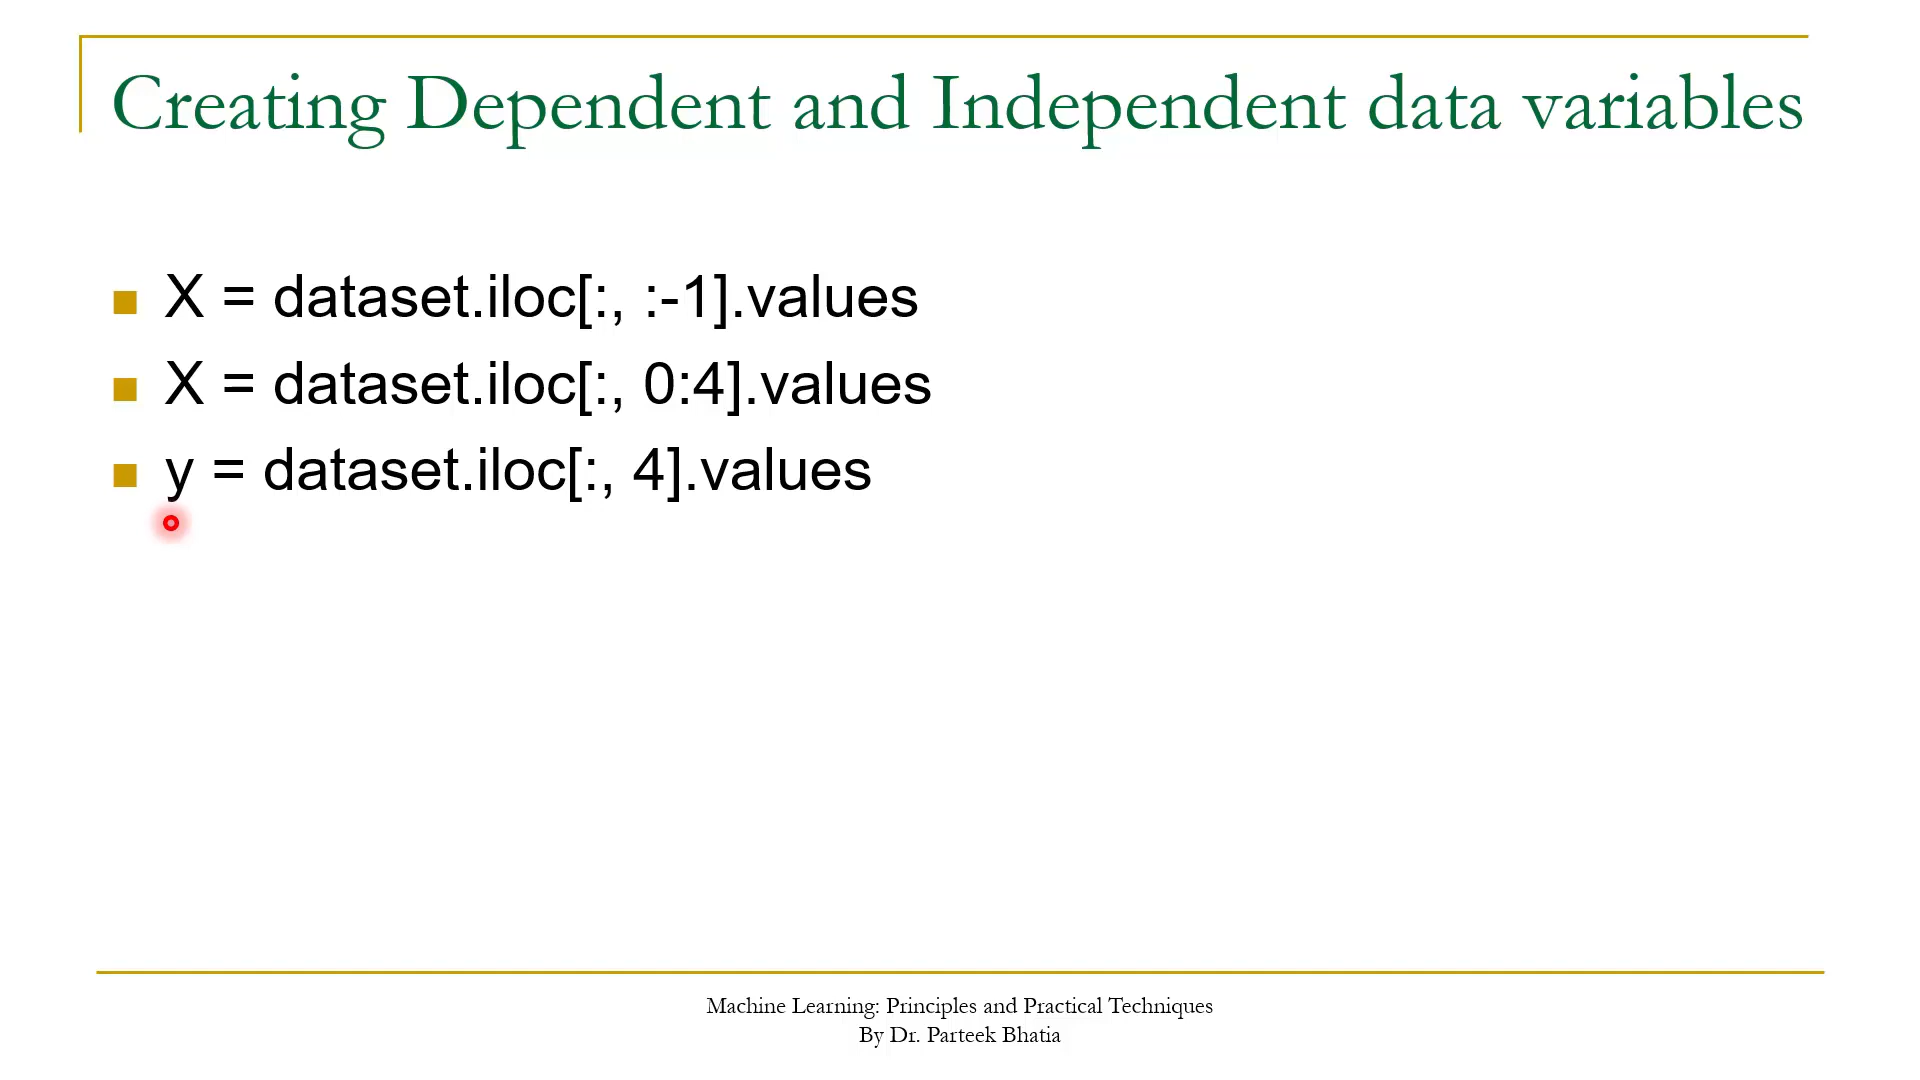 Creating Dependent and Independent data variables
X = dataset.iloc[:, :-1].values
X = dataset.iloc[:, 0:4].values
y = dataset.iloc[:, 4].values
Machine Learning: Principles and Practical Techniques
By Dr. Parteek Bhatia